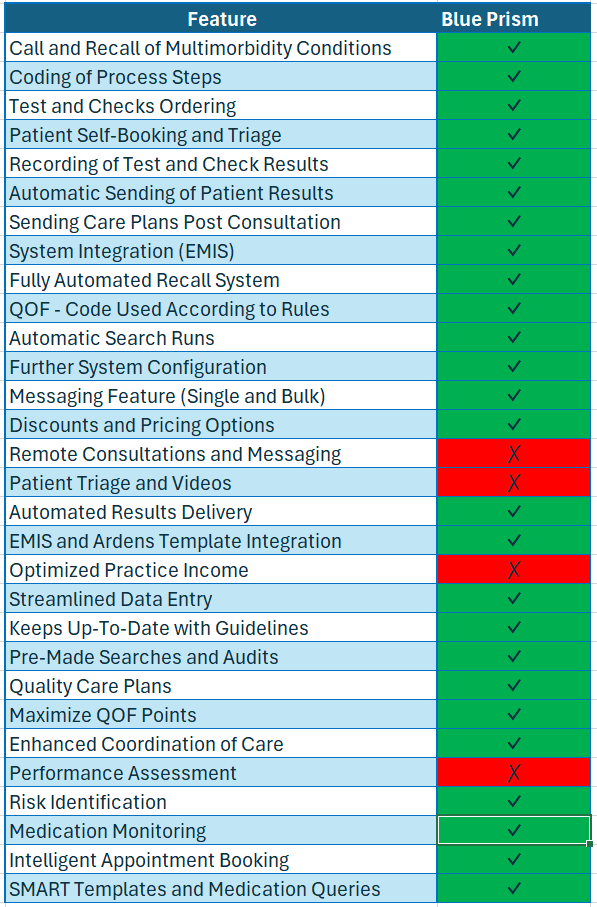 Feature Blue Prism
Call and Recall of Multimorbidity Conditions ✓
Coding of Process Steps ✓
Test and Checks Ordering ✓
Patient Self-Booking and Triage ✓
Recording of Test and Check Results ✓
Automatic Sending of Patient Results ✓
Sending Care Plans Post Consultation ✓
System Integration (EMIS) ✓
Fully Automated Recall System ✓
QOF - Code Used According to Rules ✓
Automatic Search Runs ✓
Further System Configuration ✓
Messaging Feature (Single and Bulk) ✓
Discounts and Pricing Options ✓
Remote Consultations and Messaging X
Patient Triage and Videos X
Automated Results Delivery ✓
EMIS and Ardens Template Integration ✓
Optimized Practice Income X
Streamlined Data Entry ✓
Keeps Up-To-Date with Guidelines ✓
Pre-Made Searches and Audits ✓
Quality Care Plans ✓
Maximize QOF Points ✓
Enhanced Coordination of Care ✓
Performance Assessment X
Risk Identification ✓
Medication Monitoring ✓
Intelligent Appointment Booking ✓
SMART Templates and Medication Queries ✓